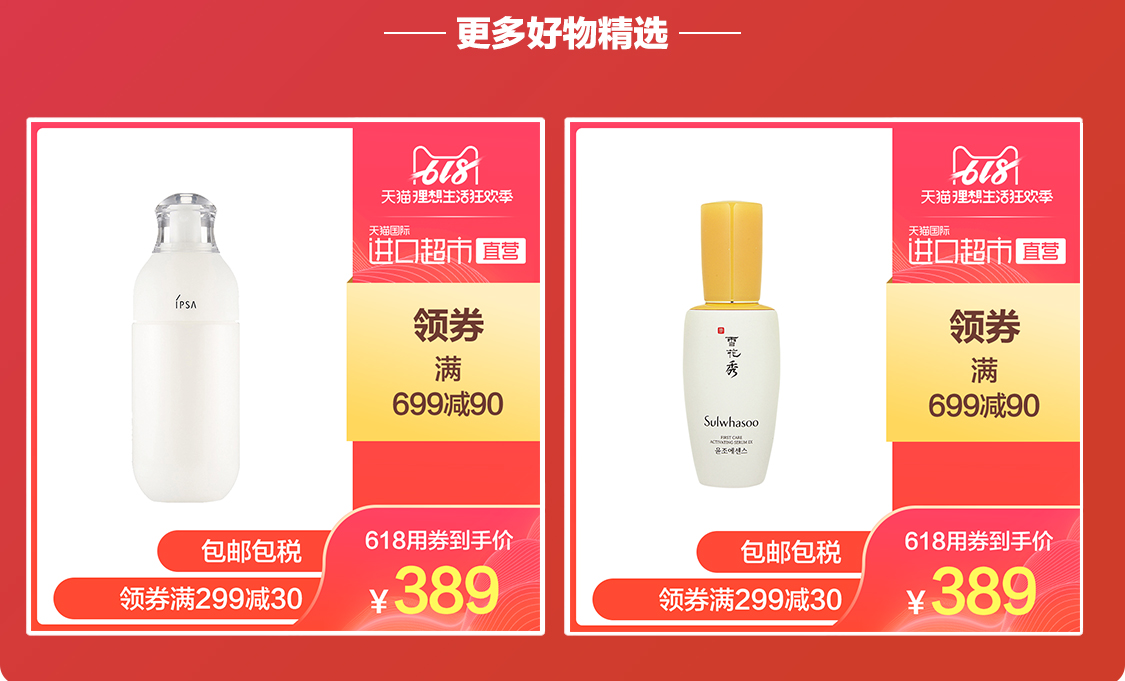 更多好物精选
618
天猫理想生活狂欢季
天猫国际
进口超市 直营
领券
满
699减90
IPSA
包邮包税
领券满299减30
618用券到手价
¥389
618
天猫理想生活狂欢季
天猫国际
进口超市 直营
领券
满
699减90
雪花秀
Sulwhasoo
FIRST CARE
ACTIVATING SERUM EX
윤조에센스
包邮包税
领券满299减30
618用券到手价
¥389